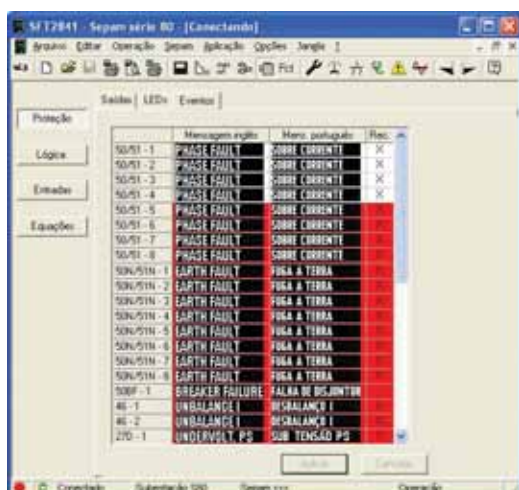 SFT2841 - Sepam série 80 - [Conectando]
Arquivo Editar Operação Sepam Aplicação Opções Janela ?
Saídas LEDs Eventos
Proteção
Lógica
Entradas
Equações
Mensagem inglês Mens. português Rec.
50/51 - 1 PHASE FAULT SOBRE CORRENTE X
50/51 - 2 PHASE FAULT SOBRE CORRENTE X
50/51 - 3 PHASE FAULT SOBRE CORRENTE X
50/51 - 4 PHASE FAULT SOBRE CORRENTE X
50/51 - 5 PHASE FAULT SOBRE CORRENTE
50/51 - 6 PHASE FAULT SOBRE CORRENTE
50/51 - 7 PHASE FAULT SOBRE CORRENTE
50/51 - 8 PHASE FAULT SOBRE CORRENTE
50N/51N - 1 EARTH FAULT FUGA A TERRA
50N/51N - 2 EARTH FAULT FUGA A TERRA
50N/51N - 3 EARTH FAULT FUGA A TERRA
50N/51N - 4 EARTH FAULT FUGA A TERRA
50N/51N - 5 EARTH FAULT FUGA A TERRA
50N/51N - 6 EARTH FAULT FUGA A TERRA
50N/51N - 7 EARTH FAULT FUGA A TERRA
50N/51N - 8 EARTH FAULT FUGA A TERRA
50BF - 1 BREAKER FAILURE FALHA DE DISJUNTOR
46 - 1 UNBALANCE I DESBALANÇO I
46 - 2 UNBALANCE I DESBALANÇO I
27D - 1 UNDERVOLT. PS SUB TENSÃO PS
Aplicar Cancelar
Conectado Subestação S80 Sepam Operação